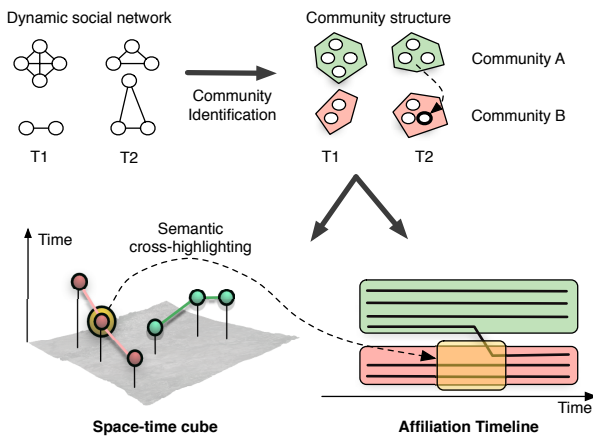 Dynamic social network
Community structure
Community A
Community
Identification
Community B
T1
T2
T1
T2
Semantic
cross-highlighting
Time
Time
Space-time cube
Affiliation Timeline